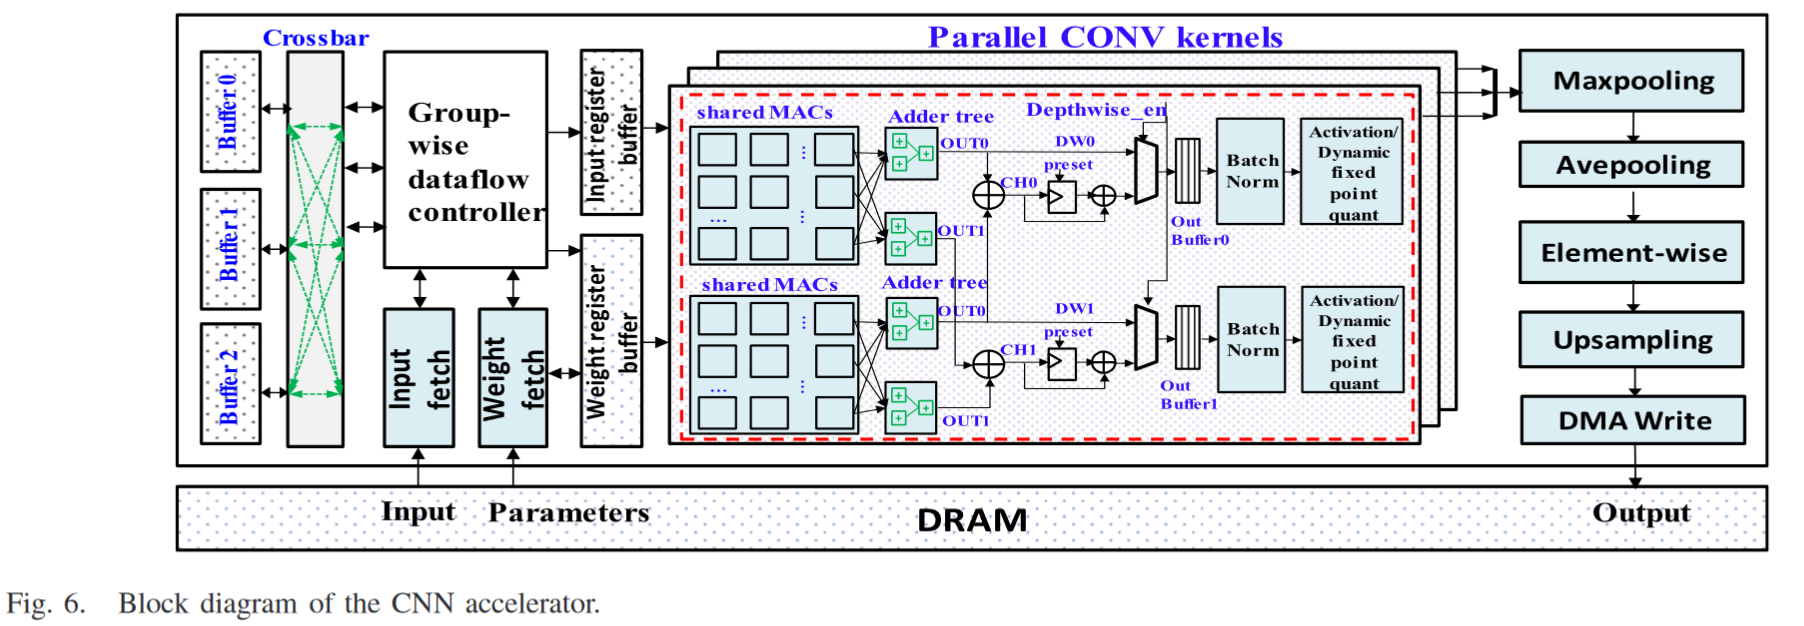 Crossbar
Parallel CONV kernels
Buffer 0
Buffer 1
Buffer 2
Group-
wise
dataflow
controller
Input register
buffer
Weight register
buffer
Input
fetch
Weight
fetch
shared MACs
...
...
...
Adder tree
OUT0
OUT1
Depthwise_en
DW0
preset
CH0
Out
Buffer0
Batch
Norm
Activation/
Dynamic
fixed
point
quant
shared MACs
...
...
...
Adder tree
OUT0
OUT1
DW1
preset
CH1
Out
Buffer1
Batch
Norm
Activation/
Dynamic
fixed
point
quant
Maxpooling
Avepooling
Element-wise
Upsampling
DMA Write
Input
Parameters
DRAM
Output
Fig. 6. Block diagram of the CNN accelerator.